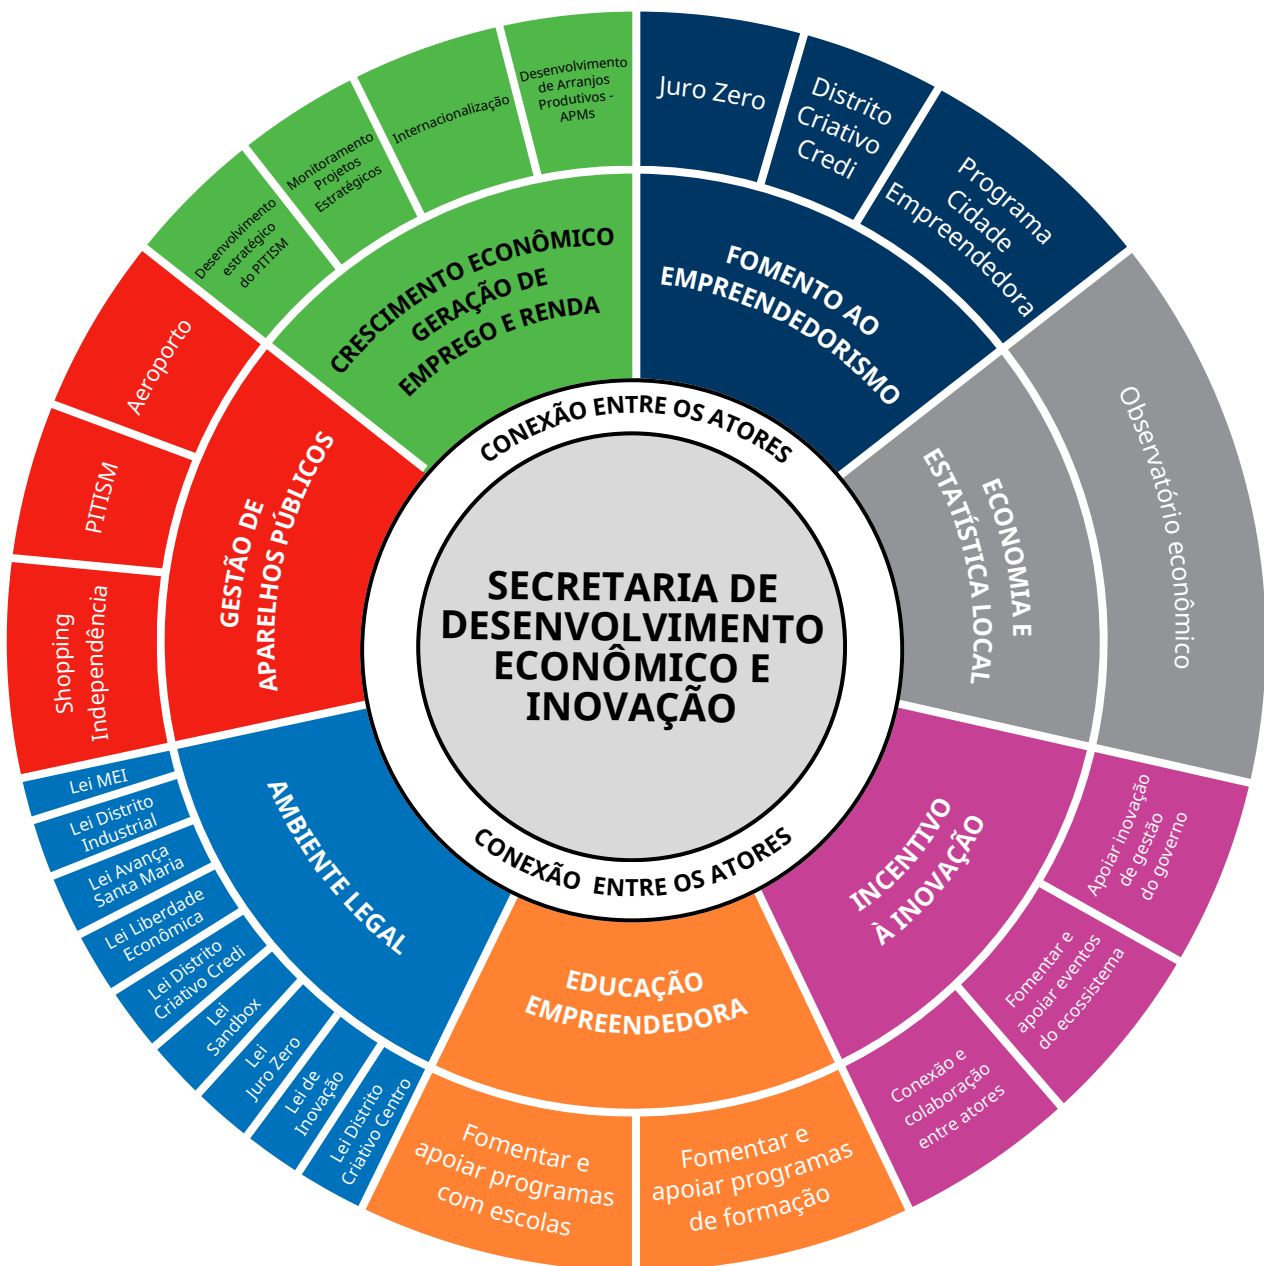 SECRETARIA DE
DESENVOLVIMENTO
ECONÔMICO E
INOVAÇÃO
CONEXÃO ENTRE OS ATORES
CONEXÃO ENTRE OS ATORES
FOMENTO AO
EMPREENDEDORISMO
Juro Zero
Distrito
Criativo
Credi
Programa
Cidade
Empreendedora
ECONOMIA E
ESTATÍSTICA LOCAL
Observatório econômico
INCENTIVO
À INOVAÇÃO
Apoiar inovação
de gestão
do governo
Fomentar e
apoiar eventos
do ecossistema
Conexão e
colaboração
entre atores
EDUCAÇÃO
EMPREENDEDORA
Fomentar e
apoiar programas
de formação
Fomentar e
apoiar programas
com escolas
AMBIENTE LEGAL
Lei Distrito
Criativo Centro
Lei de
Inovação
Lei
Juro Zero
Lei
Sandbox
Lei Distrito
Criativo Credi
Lei Liberdade
Econômica
Lei Avança
Santa Maria
Lei Distrito
Industrial
Lei MEI
GESTÃO DE
APARELHOS PÚBLICOS
Shopping
Independência
PITISM
Aeroporto
CRESCIMENTO ECONÔMICO
GERAÇÃO DE
EMPREGO E RENDA
Desenvolvimento
estratégico
do PITISM
Monitoramento
Projetos
Estratégicos
Internacionalização
Desenvolvimento
de Arranjos
Produtivos -
APMs